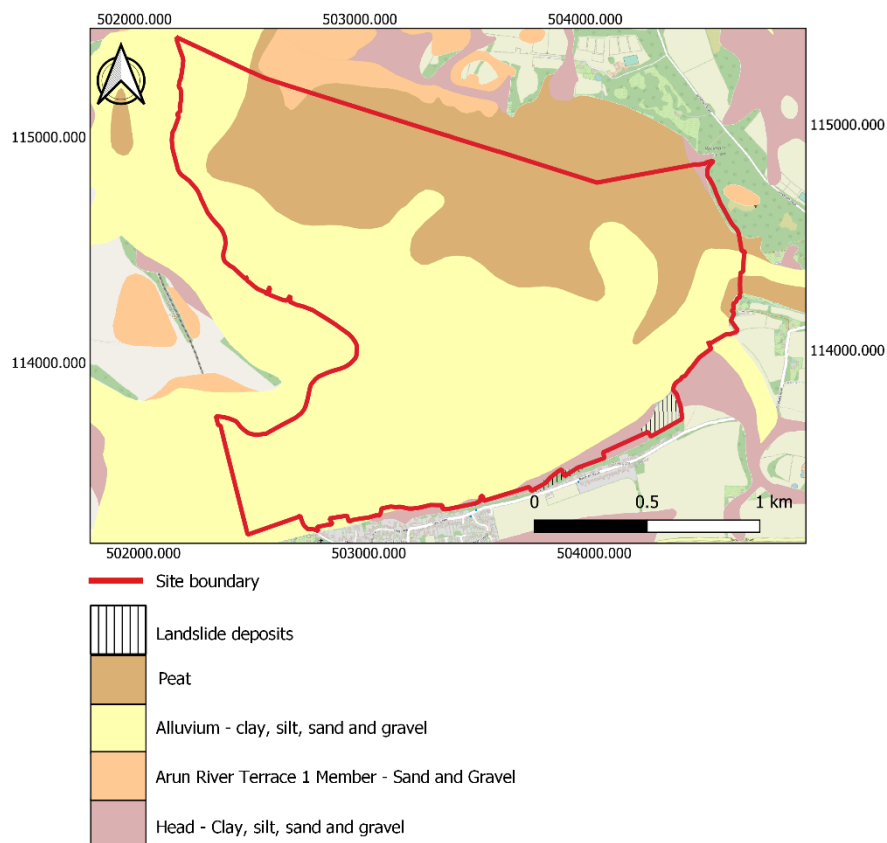 502000.000 503000.000 504000.000
115000.000 115000.000
114000.000 114000.000
0 0.5 1 km
502000.000 503000.000 504000.000
Site boundary
Landslide deposits
Peat
Alluvium - clay, silt, sand and gravel
Arun River Terrace 1 Member - Sand and Gravel
Head - Clay, silt, sand and gravel